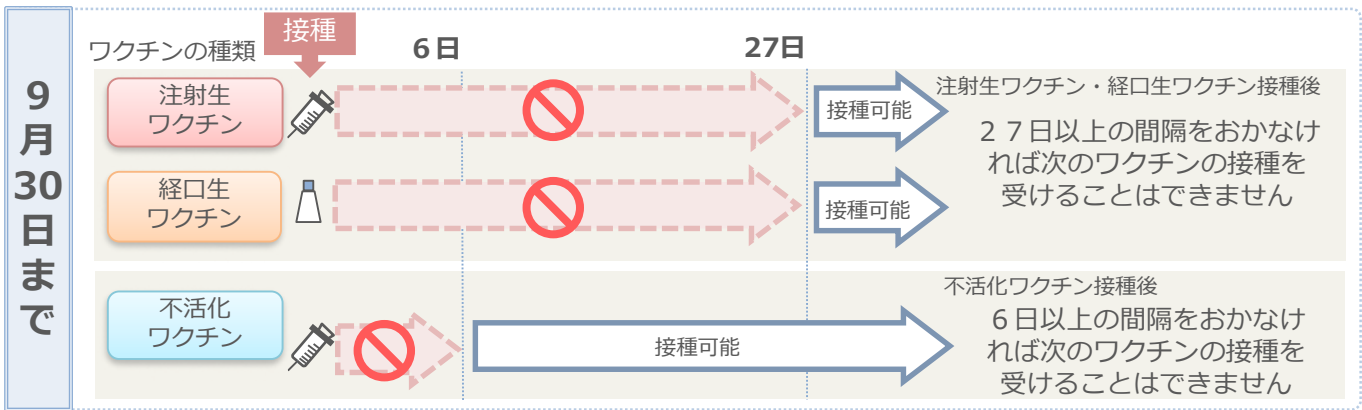 9月30日まで
ワクチンの種類
接種
6日
27日
注射生
ワクチン
接種可能
注射生ワクチン・経口生ワクチン接種後
２７日以上の間隔をおかなけ
れば次のワクチンの接種を
受けることはできません
経口生
ワクチン
接種可能
不活化
ワクチン
接種可能
不活化ワクチン接種後
６日以上の間隔をおかなけ
れば次のワクチンの接種を
受けることはできません